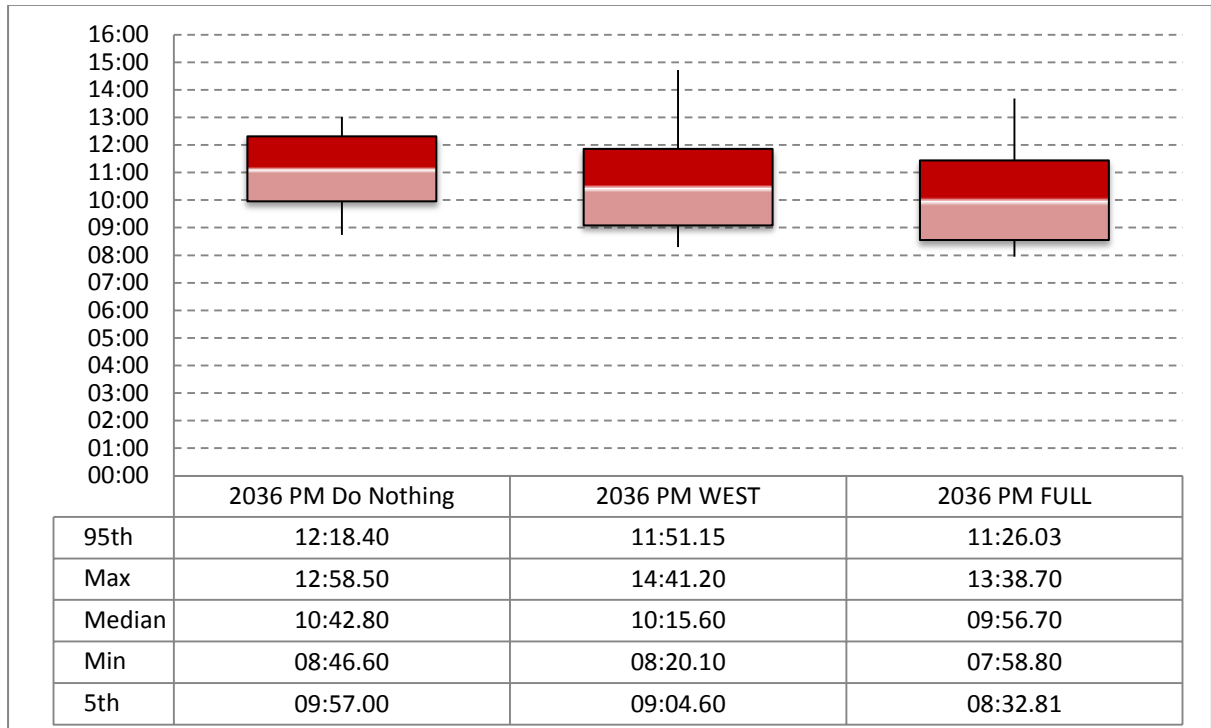 16:00
15:00
14:00
13:00
12:00
11:00
10:00
09:00
08:00
07:00
06:00
05:00
04:00
03:00
02:00
01:00
00:00
2036 PM Do Nothing 2036 PM WEST 2036 PM FULL
95th 12:18.40 11:51.15 11:26.03
Max 12:58.50 14:41.20 13:38.70
Median 10:42.80 10:15.60 09:56.70
Min 08:46.60 08:20.10 07:58.80
5th 09:57.00 09:04.60 08:32.81